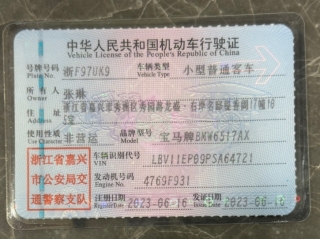 中华人民共和国机动车行驶证
Vehicle License of the People's Republic of China
号牌号码 浙F97UK9 车辆类型 小型普通客车
Plate No. Vehicle Type
所有人 张琳
Owner
住址
Address
使用性质 非营运 品牌型号 宝马牌BKW6517AX
Use Character Model
浙江省嘉兴
市公安局交
通警察支队
车辆识别代号 LBV11EP09PSA64721
VIN
发动机号码 4769F931
Engine No.
注册日期 2023-06-16 发证日期 2023-06-16
Register Date Issue Date